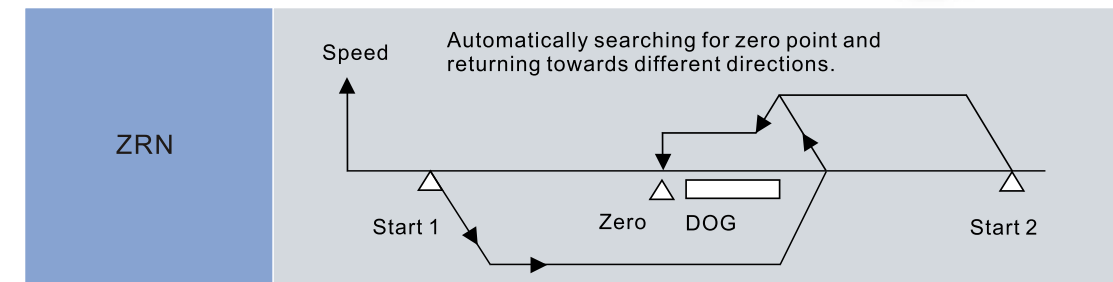 ZRN
Speed
Automatically searching for zero point and
returning towards different directions.
Start 1
Zero
DOG
Start 2